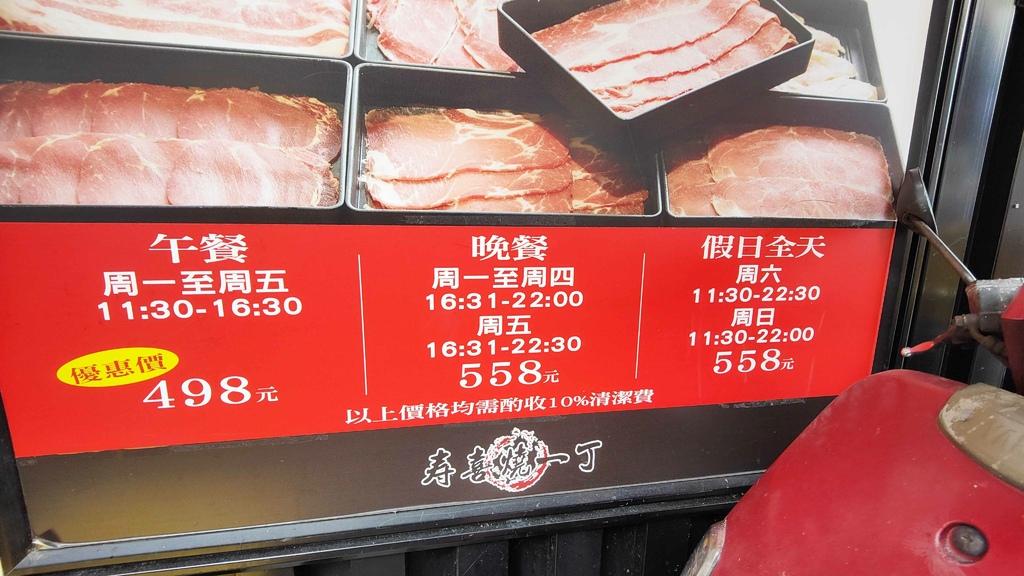 午餐
周一至周五
11:30-16:30
優惠價
498元
晚餐
周一至周四
16:31-22:00
周五
16:31-22:30
558元
假日全天
周六
11:30-22:30
周日
11:30-22:00
558元
以上價格均需酌收10%清潔費
寿喜燒一丁